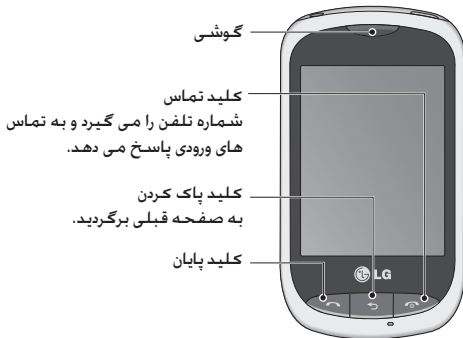 گوشی
کلید تماس
شماره تلفن را می گیرد و به تماس
های ورودی پاسخ می دهد.
کلید پاک کردن
به صفحه قبلی برگردید.
کلید پایان
LG